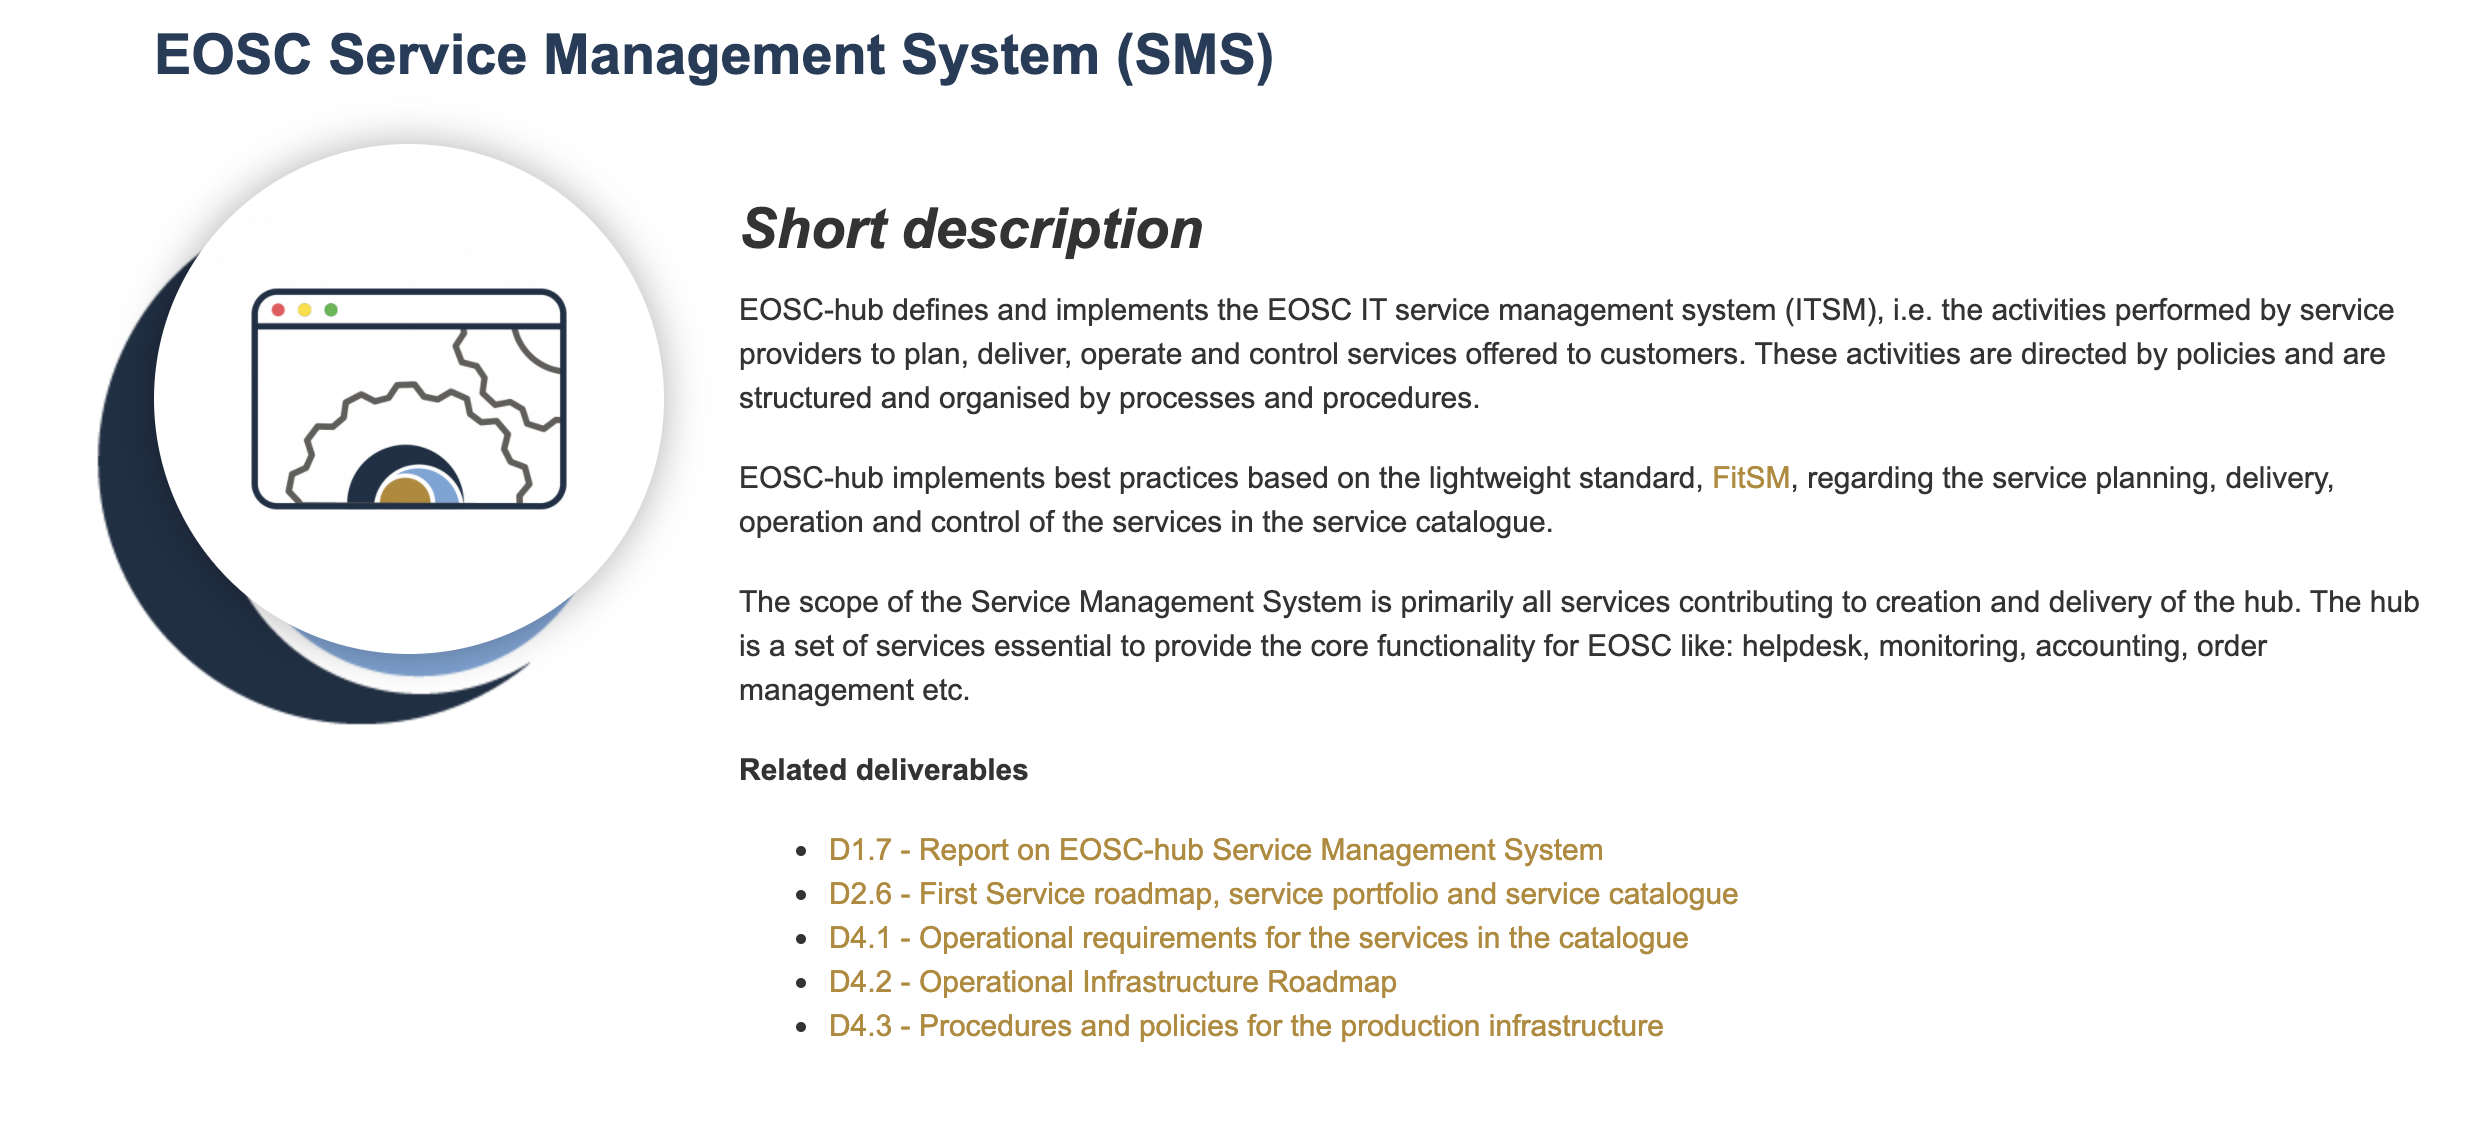 EOSC Service Management System (SMS)
Short description
EOSC-hub defines and implements the EOSC IT service management system (ITSM), i.e. the activities performed by service
providers to plan, deliver, operate and control services offered to customers. These activities are directed by policies and are
structured and organised by processes and procedures.
EOSC-hub implements best practices based on the lightweight standard, FitSM, regarding the service planning, delivery,
operation and control of the services in the service catalogue.
The scope of the Service Management System is primarily all services contributing to creation and delivery of the hub. The hub
is a set of services essential to provide the core functionality for EOSC like: helpdesk, monitoring, accounting, order
management etc.
Related deliverables
• D1.7 - Report on EOSC-hub Service Management System
• D2.6 - First Service roadmap, service portfolio and service catalogue
• D4.1 - Operational requirements for the services in the catalogue
• D4.2 - Operational Infrastructure Roadmap
• D4.3 - Procedures and policies for the production infrastructure